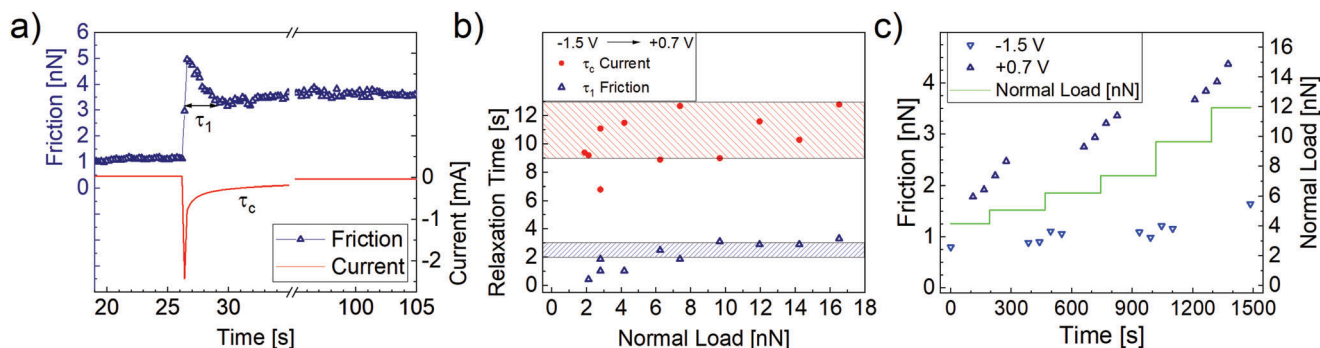 a)
Friction [nN]
6
5
4
3
2
1
0
τ1
τc
0
-1
-2
Current [mA]
Friction
Current
20 25 30 100 105
Time [s]
b)
-1.5 V +0.7 V
τc Current
τ1 Friction
Relaxation Time [s]
12
10
8
6
4
2
0
0 2 4 6 8 10 12 14 16 18
Normal Load [nN]
c)
-1.5 V
+0.7 V
Normal Load [nN]
Friction [nN]
4
3
2
1
0
16
14
12
10
8
6
4
2
0
Normal Load [nN]
0 300 600 900 1200 1500
Time [s]